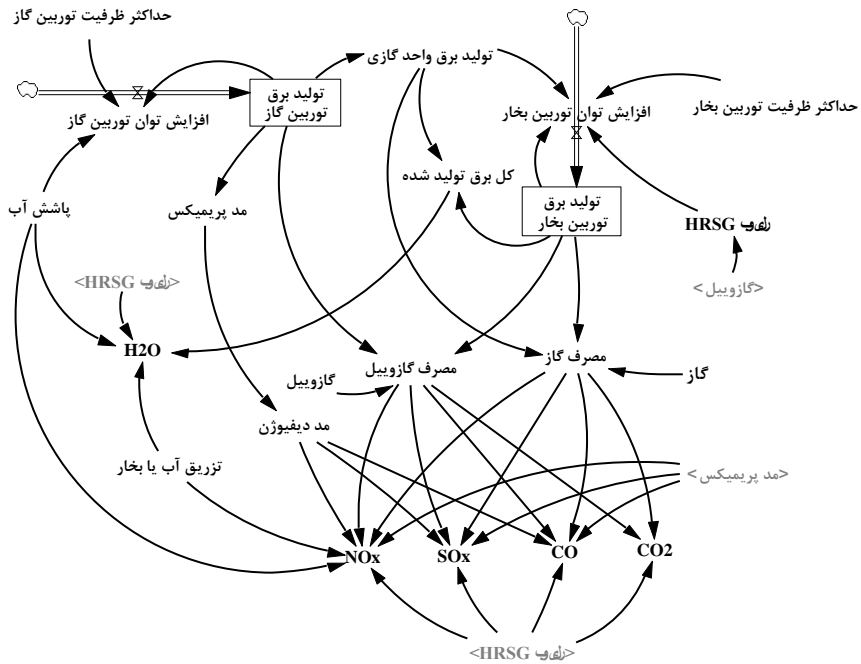 حداکثر ظرفیت توربین گاز
تولید برق واحد گازی
تولید برق
توربین گاز
افزایش توان توربین گاز
افزایش توان توربین بخار
حداکثر ظرفیت توربین بخار
کل برق تولید شده
پاشش آب
مد پریمیکس
تولید برق
توربین بخار
HRSG
<HRSG>
<گازوییل>
H2O
مصرف گازوییل
مصرف گاز
گاز
گازوییل
مد دیفیوژن
تزریق آب یا بخار
<مد پریمیکس>
NOx
SOx
CO
CO2
<HRSG>